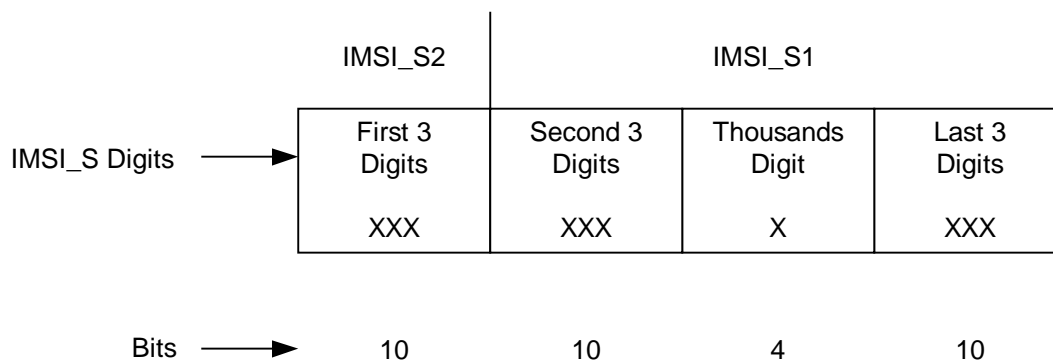 IMSI_S2 IMSI_S1
IMSI_S Digits
First 3 Digits XXX
Second 3 Digits XXX
Thousands Digit X
Last 3 Digits XXX
Bits 10 10 4 10